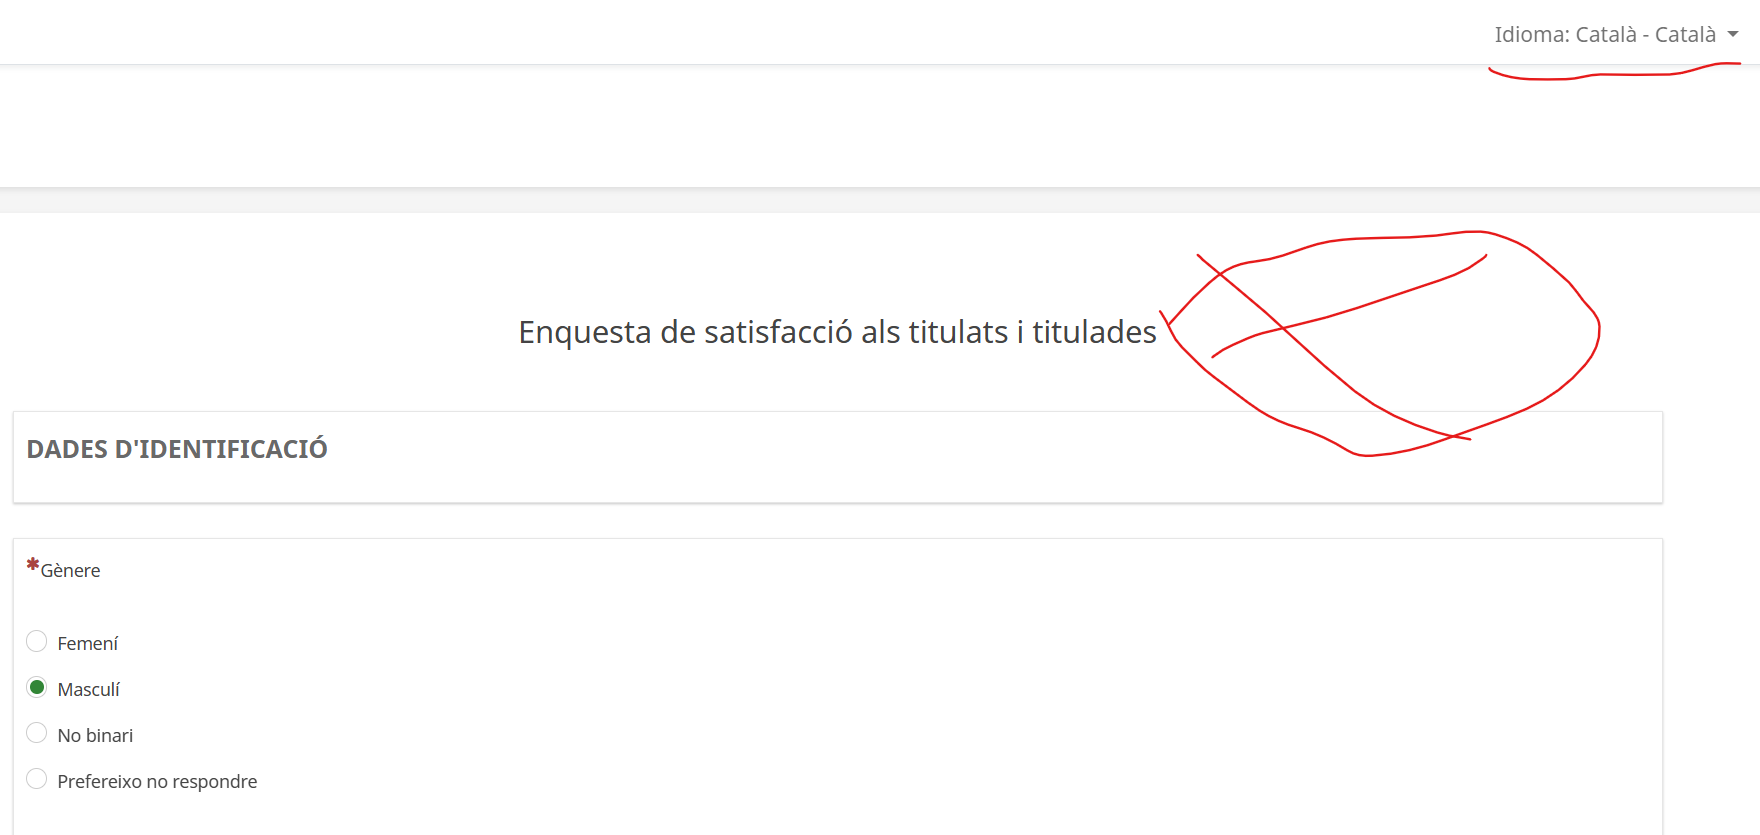 Idioma: Català - Català
Enquesta de satisfacció als titulats i titulades
DADES D'IDENTIFICACIÓ
*Gènere
Femení
Masculí
No binari
Prefereixo no respondre